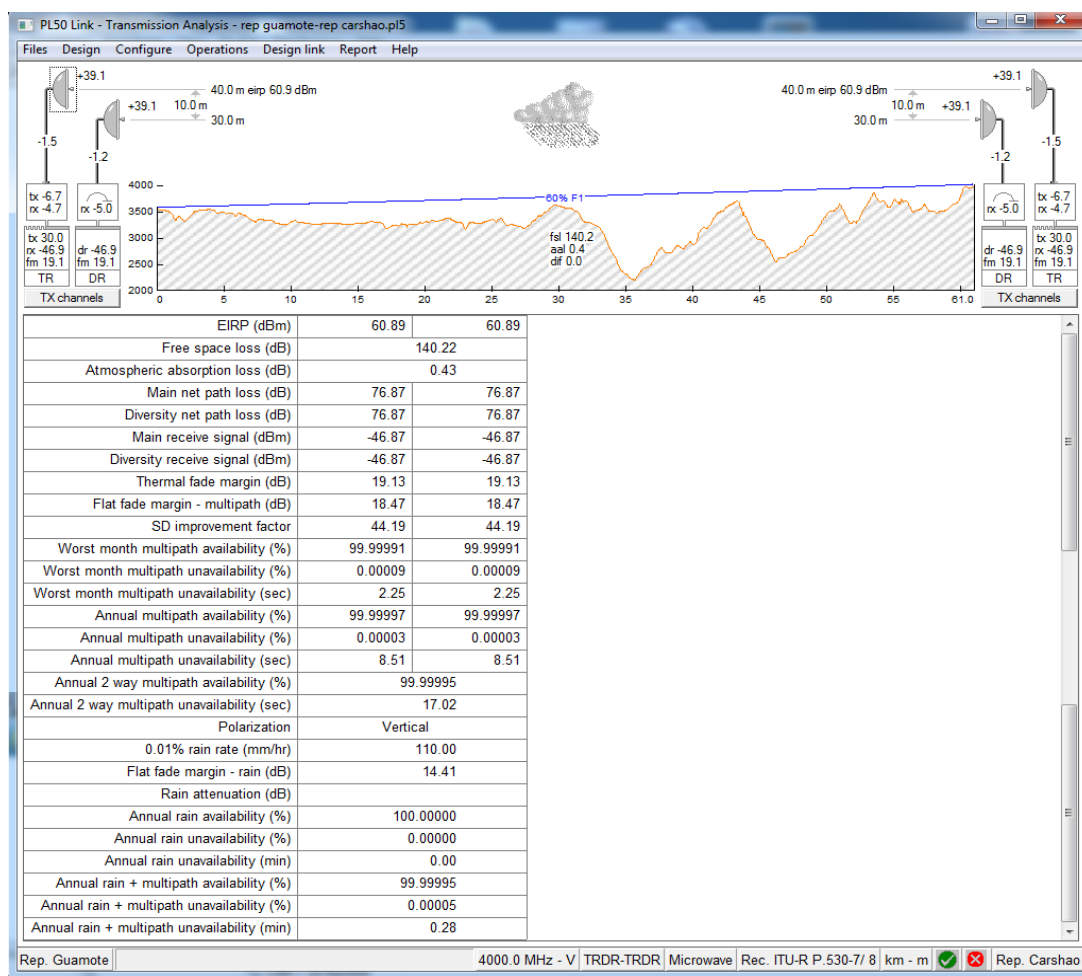 PL50 Link - Transmission Analysis - rep guamote-rep carshao.pl5
Files Design Configure Operations Design link Report Help
+39.1 +39.1
40.0 m eirp 60.9 dBm 40.0 m eirp 60.9 dBm
+39.1 10.0 m 10.0 m +39.1
30.0 m 30.0 m
-1.5 -1.5
-1.2 -1.2
4000
tx -6.7 tx -6.7
rx -4.7 rx -5.0 rx -5.0 rx -4.7
60% F1
3500
tx 30.0 fsl 140.2 tx 30.0
rx -46.9 dr -46.9 3000 aal 0.4 dr -46.9 rx -46.9
fm 19.1 fm 19.1 dif 0.0 fm 19.1 fm 19.1
2500
TR DR DR TR
TX channels 2000 TX channels
0 5 10 15 20 25 30 35 40 45 50 55 61.0
EIRP (dBm) 60.89 60.89
Free space loss (dB) 140.22
Atmospheric absorption loss (dB) 0.43
Main net path loss (dB) 76.87 76.87
Diversity net path loss (dB) 76.87 76.87
Main receive signal (dBm) -46.87 -46.87
Diversity receive signal (dBm) -46.87 -46.87
Thermal fade margin (dB) 19.13 19.13
Flat fade margin - multipath (dB) 18.47 18.47
SD improvement factor 44.19 44.19
Worst month multipath availability (%) 99.99991 99.99991
Worst month multipath unavailability (%) 0.00009 0.00009
Worst month multipath unavailability (sec) 2.25 2.25
Annual multipath availability (%) 99.99997 99.99997
Annual multipath unavailability (%) 0.00003 0.00003
Annual multipath unavailability (sec) 8.51 8.51
Annual 2 way multipath availability (%) 99.99995
Annual 2 way multipath unavailability (sec) 17.02
Polarization Vertical
0.01% rain rate (mm/hr) 110.00
Flat fade margin - rain (dB) 14.41
Rain attenuation (dB)
Annual rain availability (%) 100.00000
Annual rain unavailability (%) 0.00000
Annual rain unavailability (min) 0.00
Annual rain + multipath availability (%) 99.99995
Annual rain + multipath unavailability (%) 0.00005
Annual rain + multipath unavailability (min) 0.28
Rep. Guamote 4000.0 MHz - V TRDR-TRDR Microwave Rec. ITU-R P.530-7/ 8 km - m Rep. Carshao